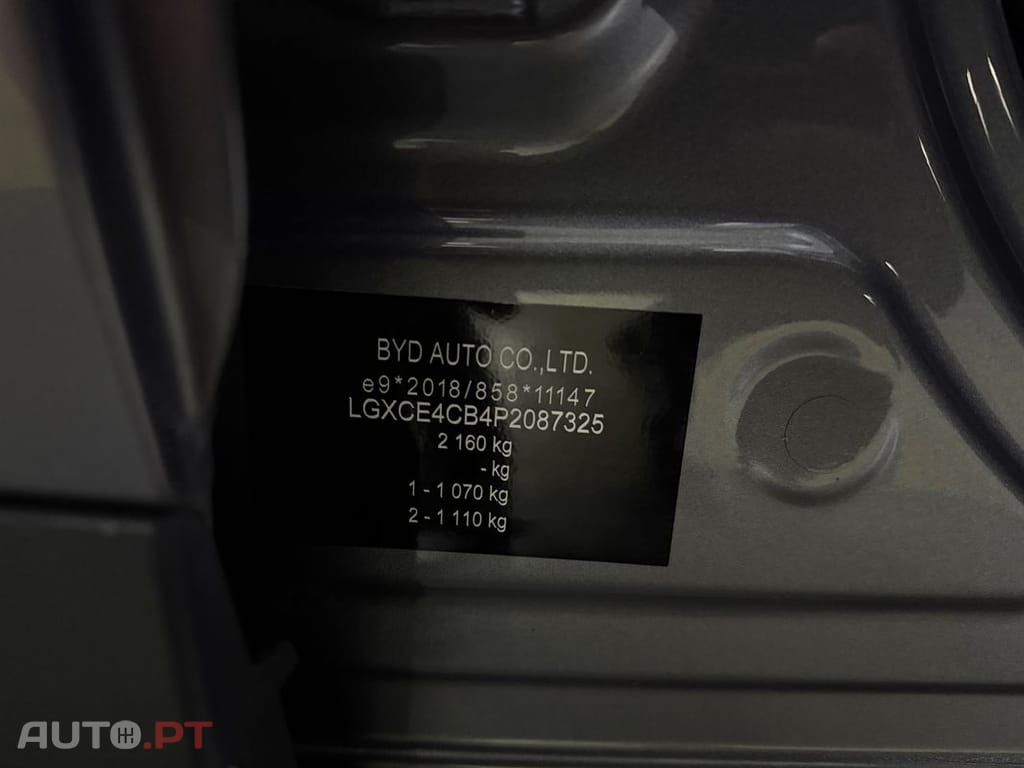 BYD AUTO CO.,LTD.
e9*2018/858*11147
LGXCE4CB4P2087325
2 160 kg
- kg
1 - 1 070 kg
2 - 1 110 kg
AUTO.PT